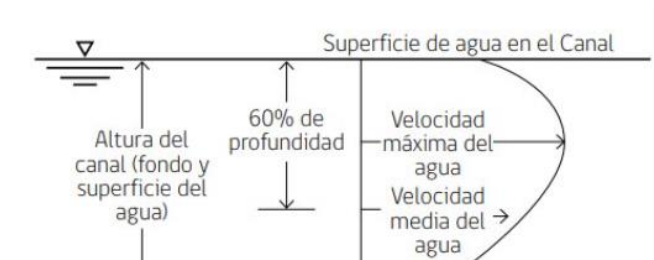 Superficie de agua en el Canal
60% de
profundidad
Altura del
canal (fondo y
superficie del
agua)
Velocidad
máxima del
agua
Velocidad
media del
agua